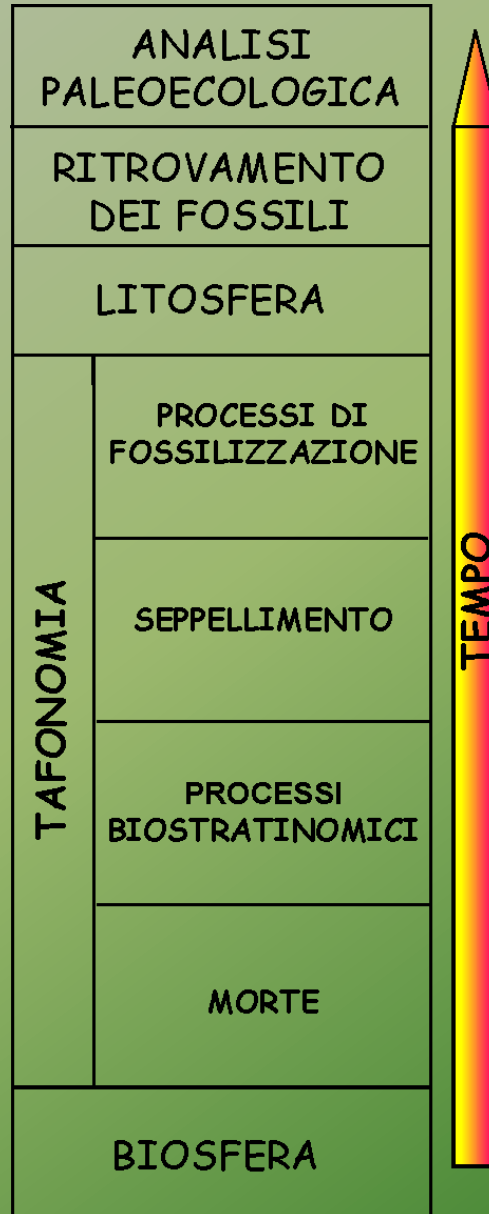 ANALISI
PALEOECOLOGICA
RITROVAMENTO
DEI FOSSILI
LITOSFERA
TAFONOMIA
PROCESSI DI
FOSSILIZZAZIONE
SEPPELLIMENTO
PROCESSI
BIOSTRATINOMICI
MORTE
BIOSFERA
TEMPO